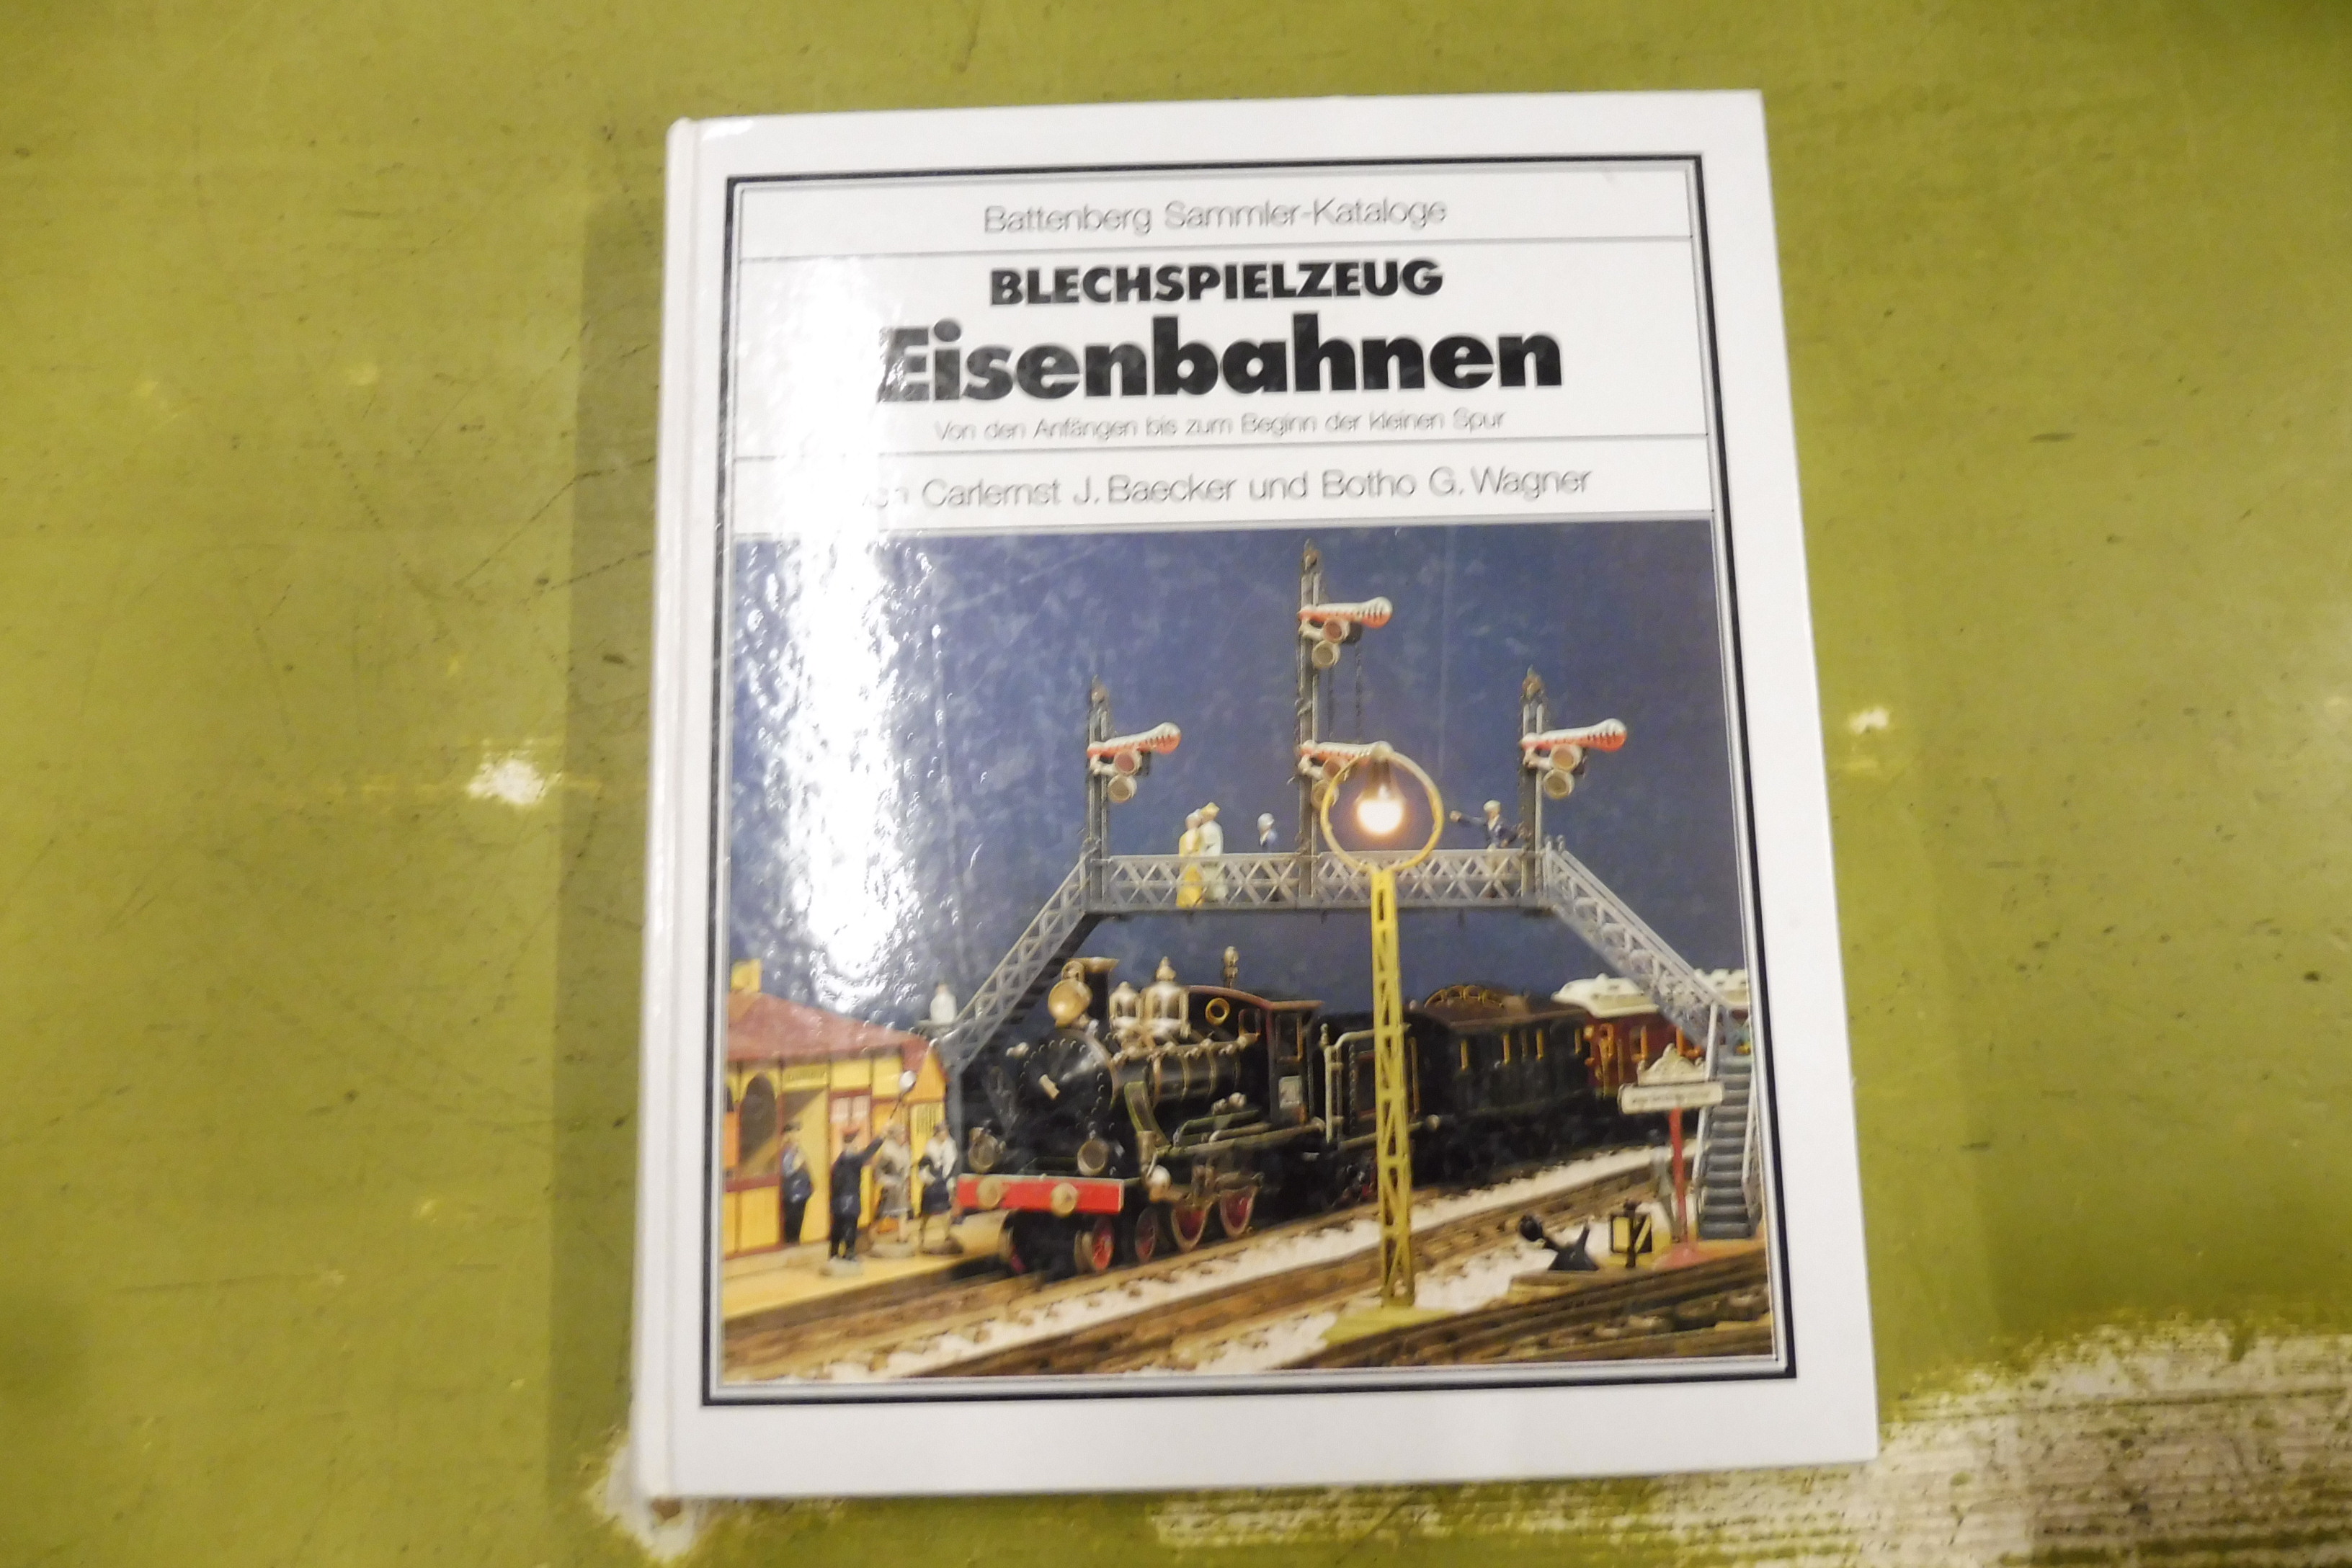 Battenberg Sammler-Kataloge
BLECHSPIELZEUG
Eisenbahnen
Von den Anfängen bis zum Beginn der kleinen Spur
von Carlernst J. Baecker und Botho G. Wagner